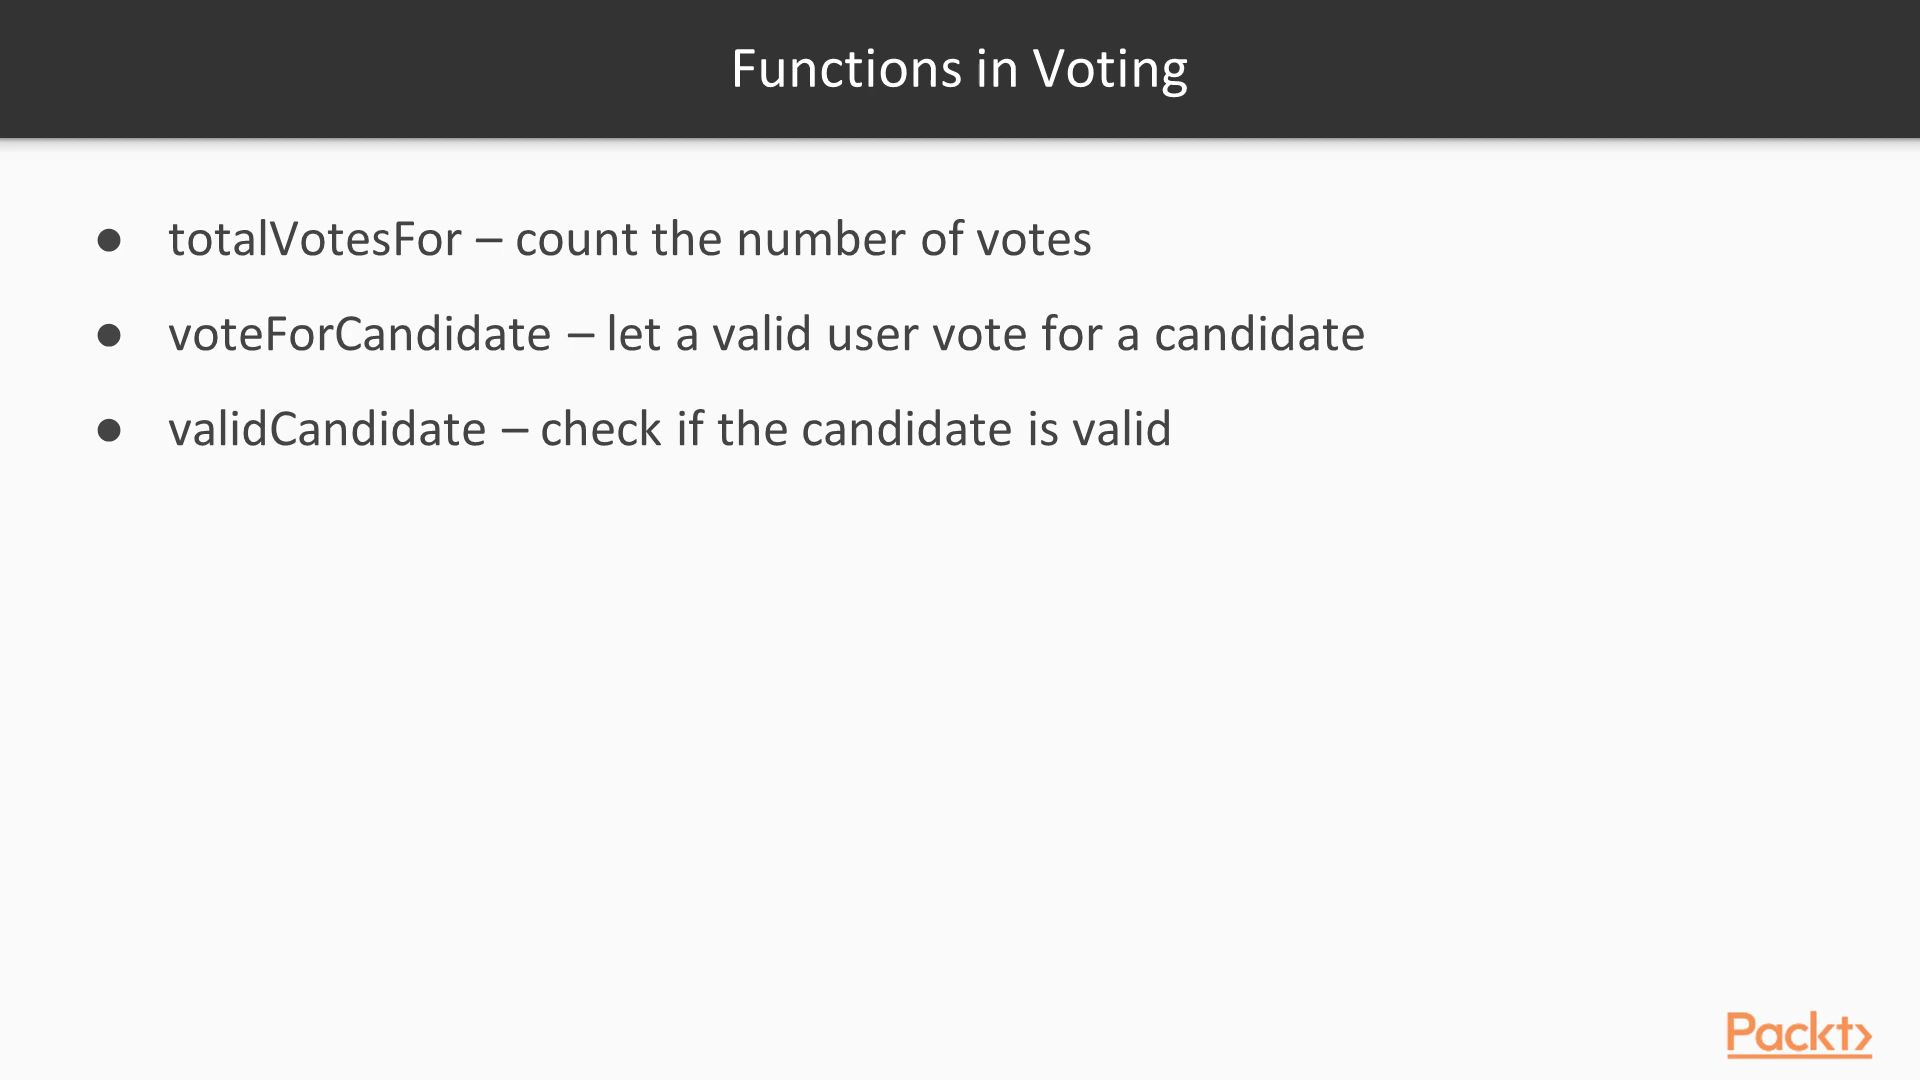 Functions in Voting
● totalVotesFor – count the number of votes
● voteForCandidate – let a valid user vote for a candidate
● validCandidate – check if the candidate is valid
Packt>